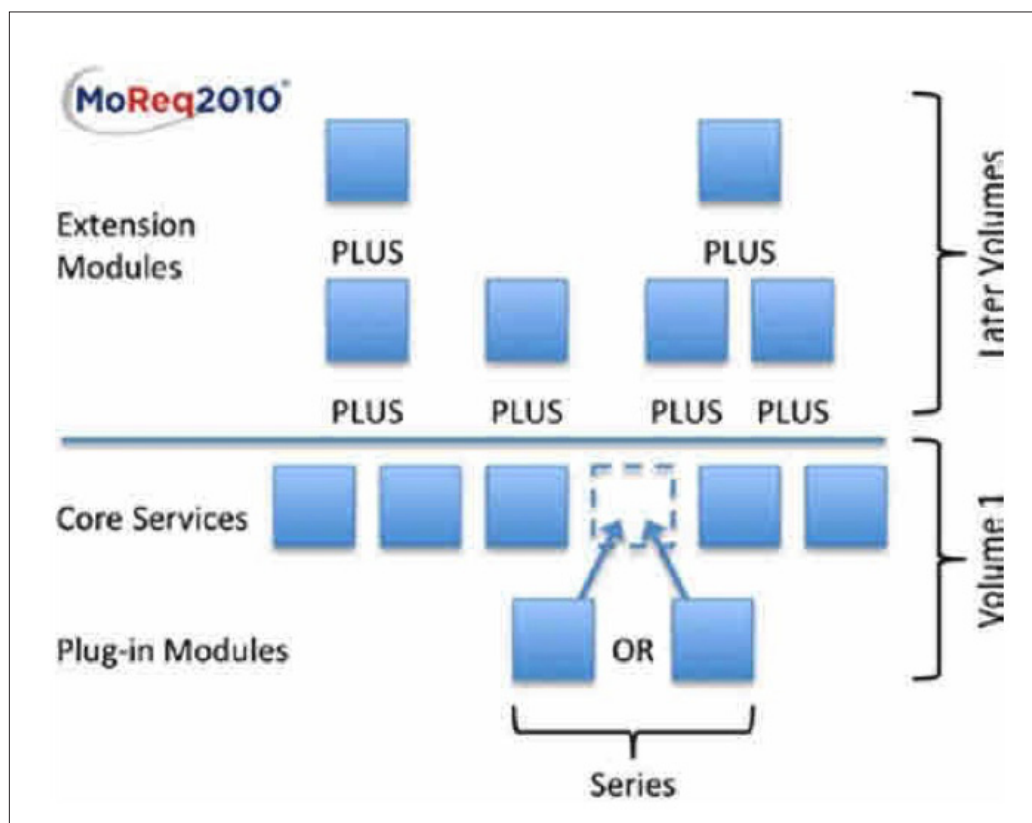 MoReq2010®
Extension
Modules
PLUS PLUS
PLUS PLUS PLUS PLUS
Later Volumes
Core Services
Volume 1
Plug-in Modules
OR
Series